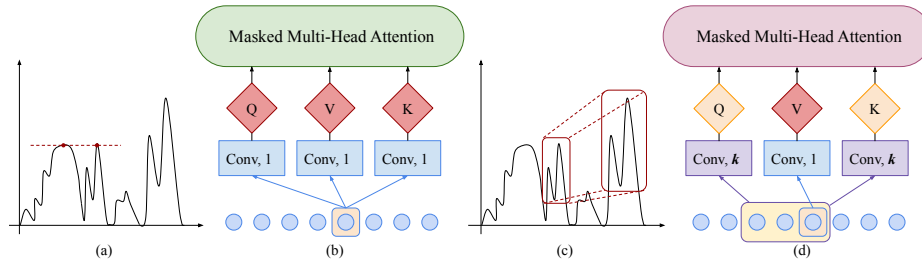 Masked Multi-Head Attention
Q
V
K
Conv, 1
Conv, 1
Conv, 1
Masked Multi-Head Attention
Q
V
K
Conv, k
Conv, 1
Conv, k
(a)
(b)
(c)
(d)